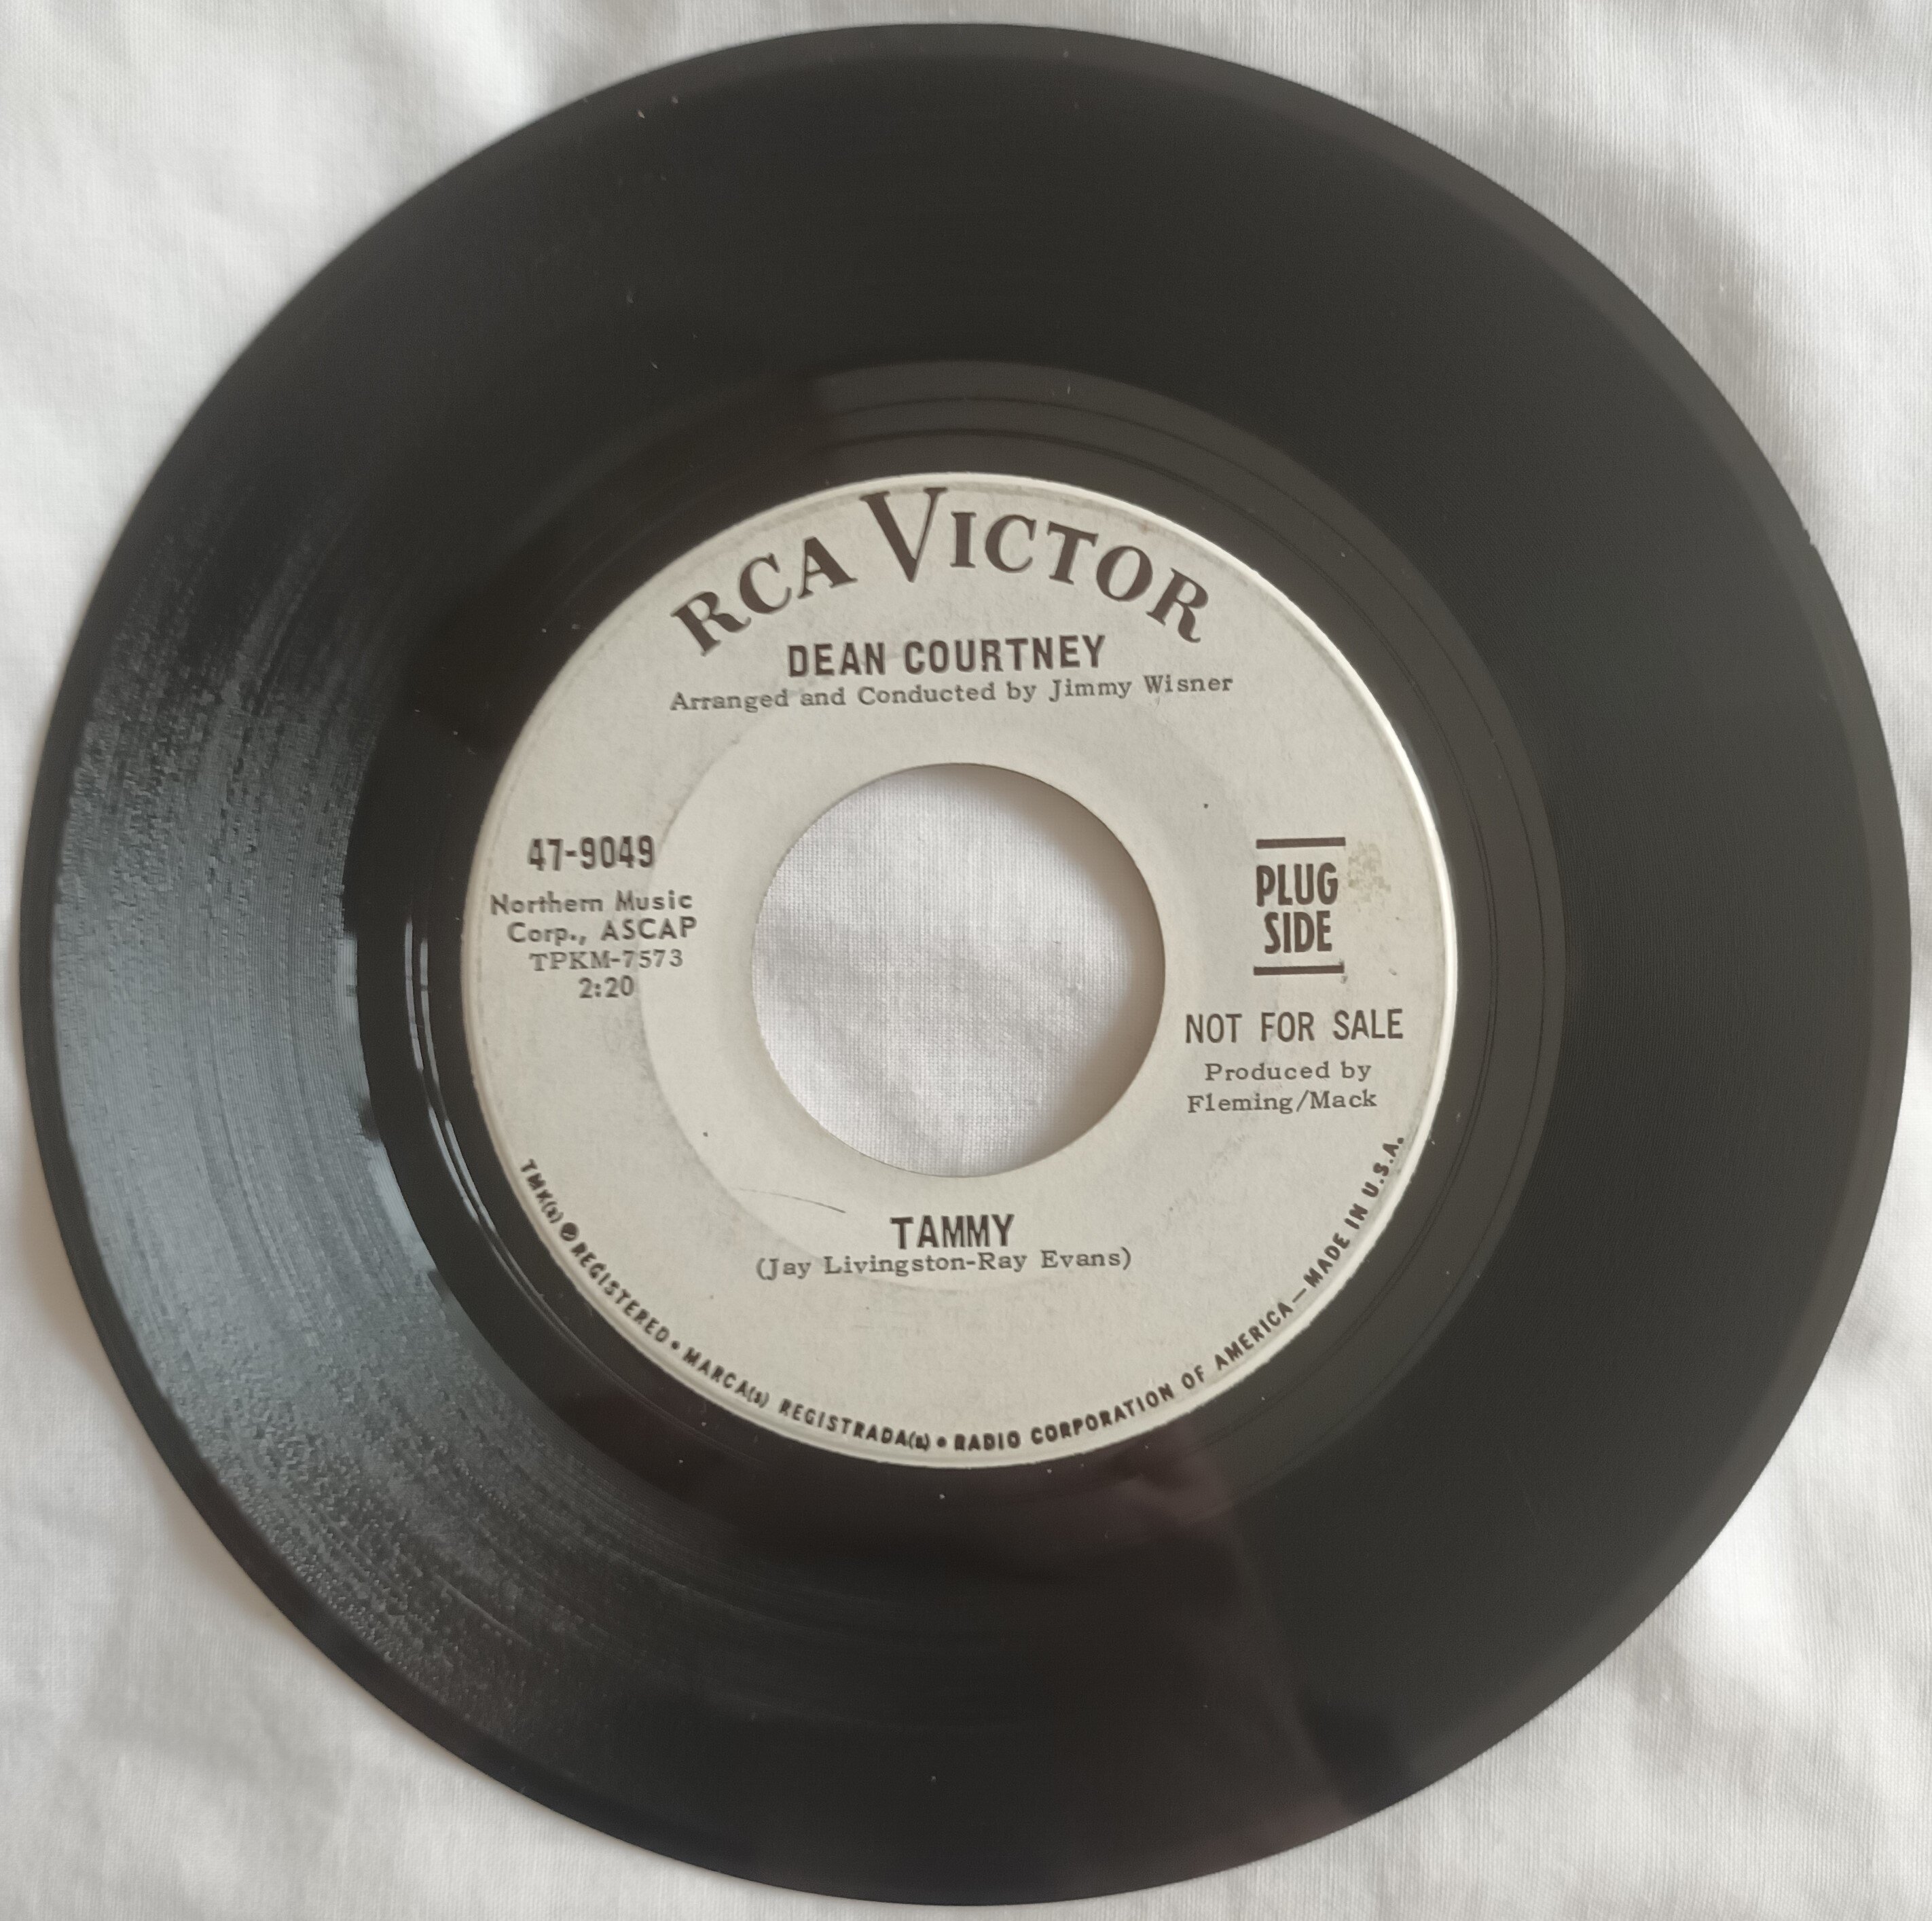 RCA VICTOR
DEAN COURTNEY
Arranged and Conducted by Jimmy Wisner
47-9049
Northern Music
Corp., ASCAP
TPKM-7573
2:20
PLUG
SIDE
NOT FOR SALE
Produced by
Fleming/Mack
TAMMY
(Jay Livingston-Ray Evans)
TMK(s) ® REGISTERED • MARCA(s) REGISTRADA(s) • RADIO CORPORATION OF AMERICA — MADE IN U.S.A.